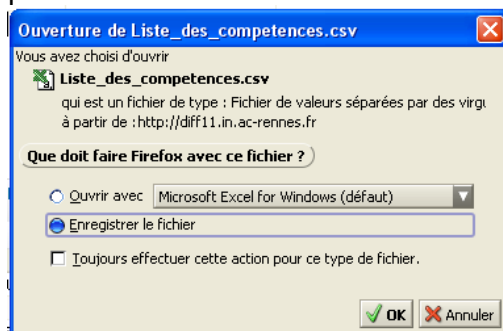 Ouverture de Liste_des_competences.csv
Vous avez choisi d'ouvrir
Liste_des_competences.csv
qui est un fichier de type : Fichier de valeurs séparées par des virgu
à partir de :http://diff11.in.ac-rennes.fr
Que doit faire Firefox avec ce fichier ?
Ouvrir avec Microsoft Excel for Windows (défaut)
Enregistrer le fichier
Toujours effectuer cette action pour ce type de fichier.
OK Annuler